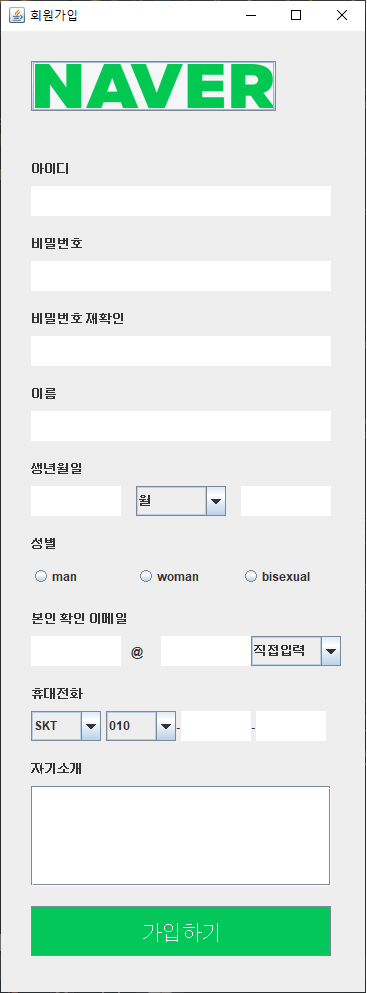 회원가입
NAVER
아이디
비밀번호
비밀번호 재확인
이름
생년월일
월
성별
man woman bisexual
본인 확인 이메일
@ 직접입력
휴대전화
SKT 010 - -
자기소개
가입하기